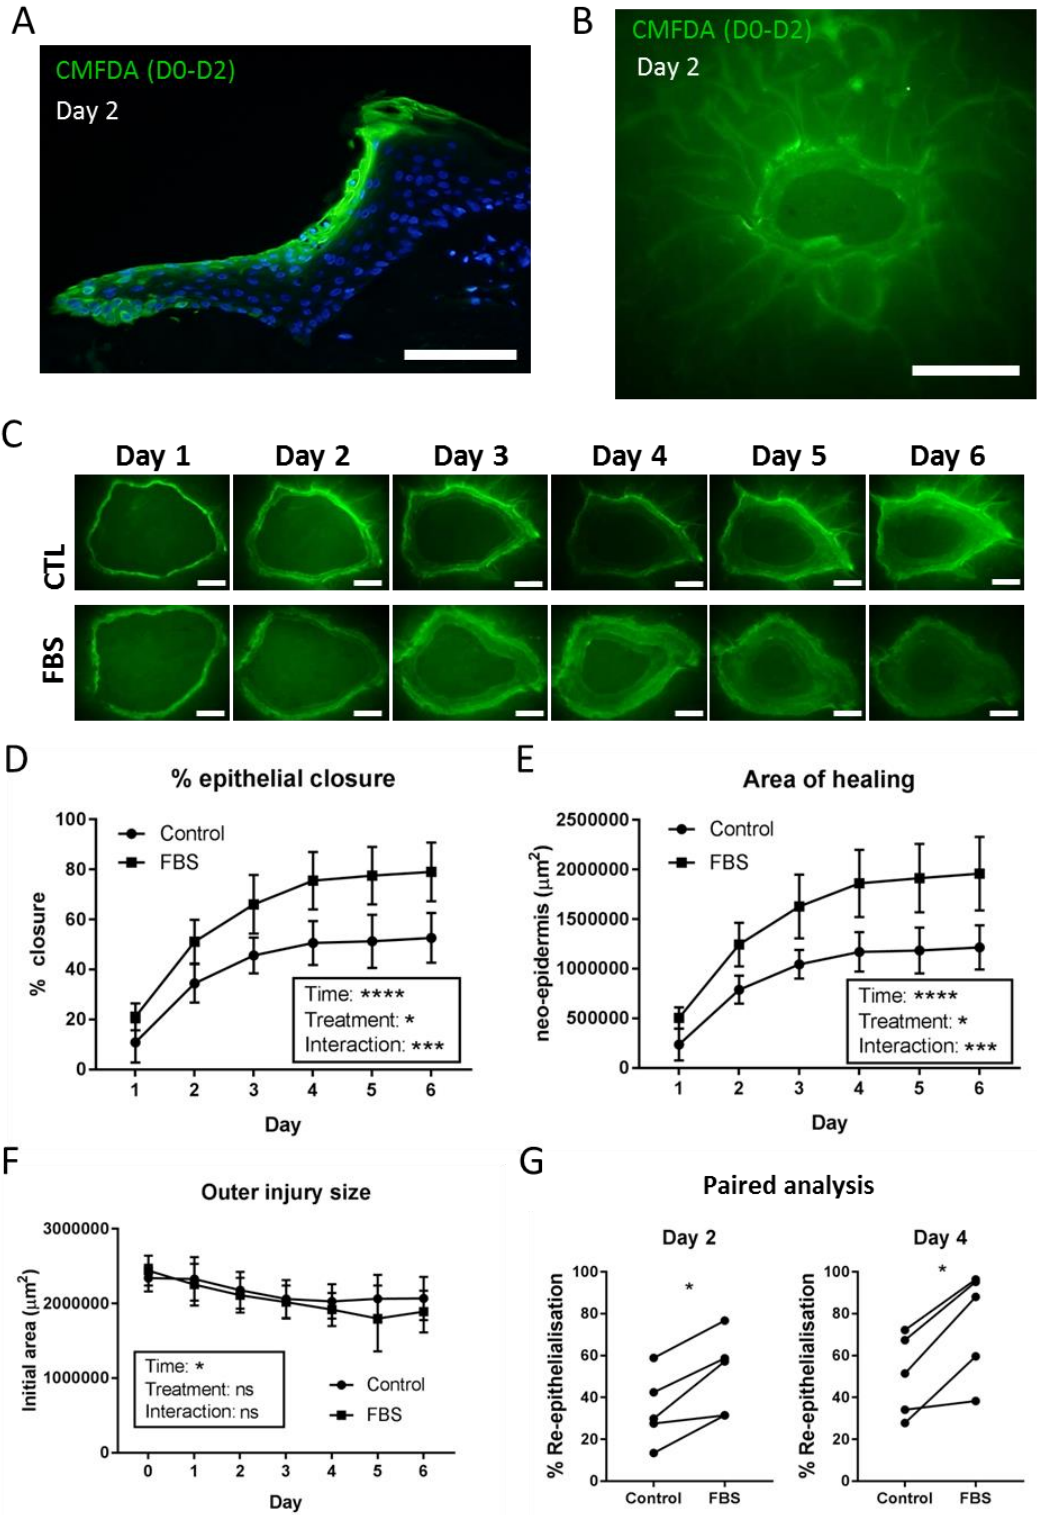 A
CMFDA (D0-D2)
Day 2
B
CMFDA (D0-D2)
Day 2
C
Day 1 Day 2 Day 3 Day 4 Day 5 Day 6
CTL
FBS
D
% epithelial closure
100
80
60
40
20
0
% closure
Control
FBS
Time: ****
Treatment: *
Interaction: ***
1 2 3 4 5 6
Day
E
Area of healing
2500000
2000000
1500000
1000000
500000
0
neo-epidermis (µm²)
Control
FBS
Time: ****
Treatment: *
Interaction: ***
1 2 3 4 5 6
Day
F
Outer injury size
3000000
2000000
1000000
0
Initial area (µm²)
Time: *
Treatment: ns
Interaction: ns
Control
FBS
0 1 2 3 4 5 6
Day
G
Paired analysis
Day 2
*
100
80
60
40
20
0
% Re-epithelialisation
Control FBS
Day 4
*
100
80
60
40
20
0
% Re-epithelialisation
Control FBS